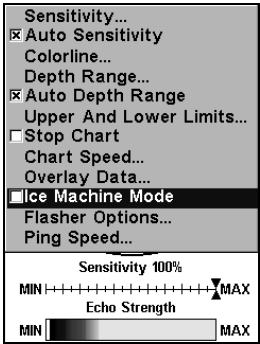 Sensitivity...
Auto Sensitivity
Colorline...
Depth Range...
Auto Depth Range
Upper And Lower Limits...
Stop Chart
Chart Speed...
Overlay Data...
Ice Machine Mode
Flasher Options...
Ping Speed...
Sensitivity 100%
MIN MAX
Echo Strength
MIN MAX